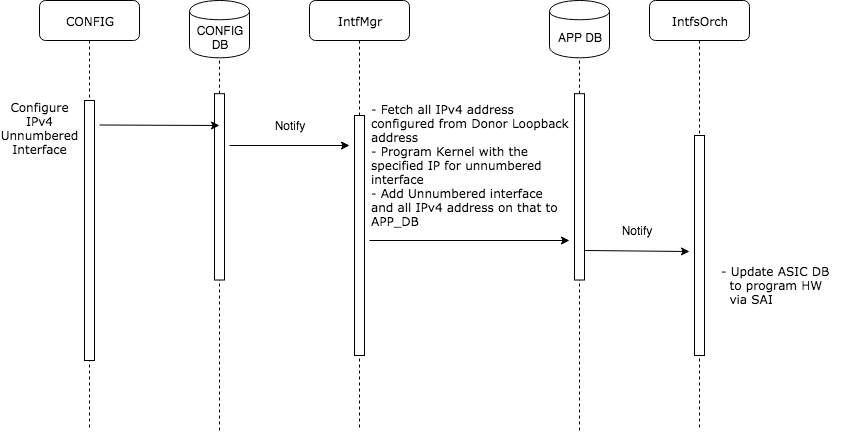 CONFIG
CONFIG
DB
IntfMgr
APP DB
IntfsOrch
Configure
IPv4
Unnumbered
Interface
Notify
- Fetch all IPv4 address
configured from Donor Loopback
address
- Program Kernel with the
specified IP for unnumbered
interface
- Add Unnumbered interface
and all IPv4 address on that to
APP_DB
Notify
- Update ASIC DB
to program HW
via SAI